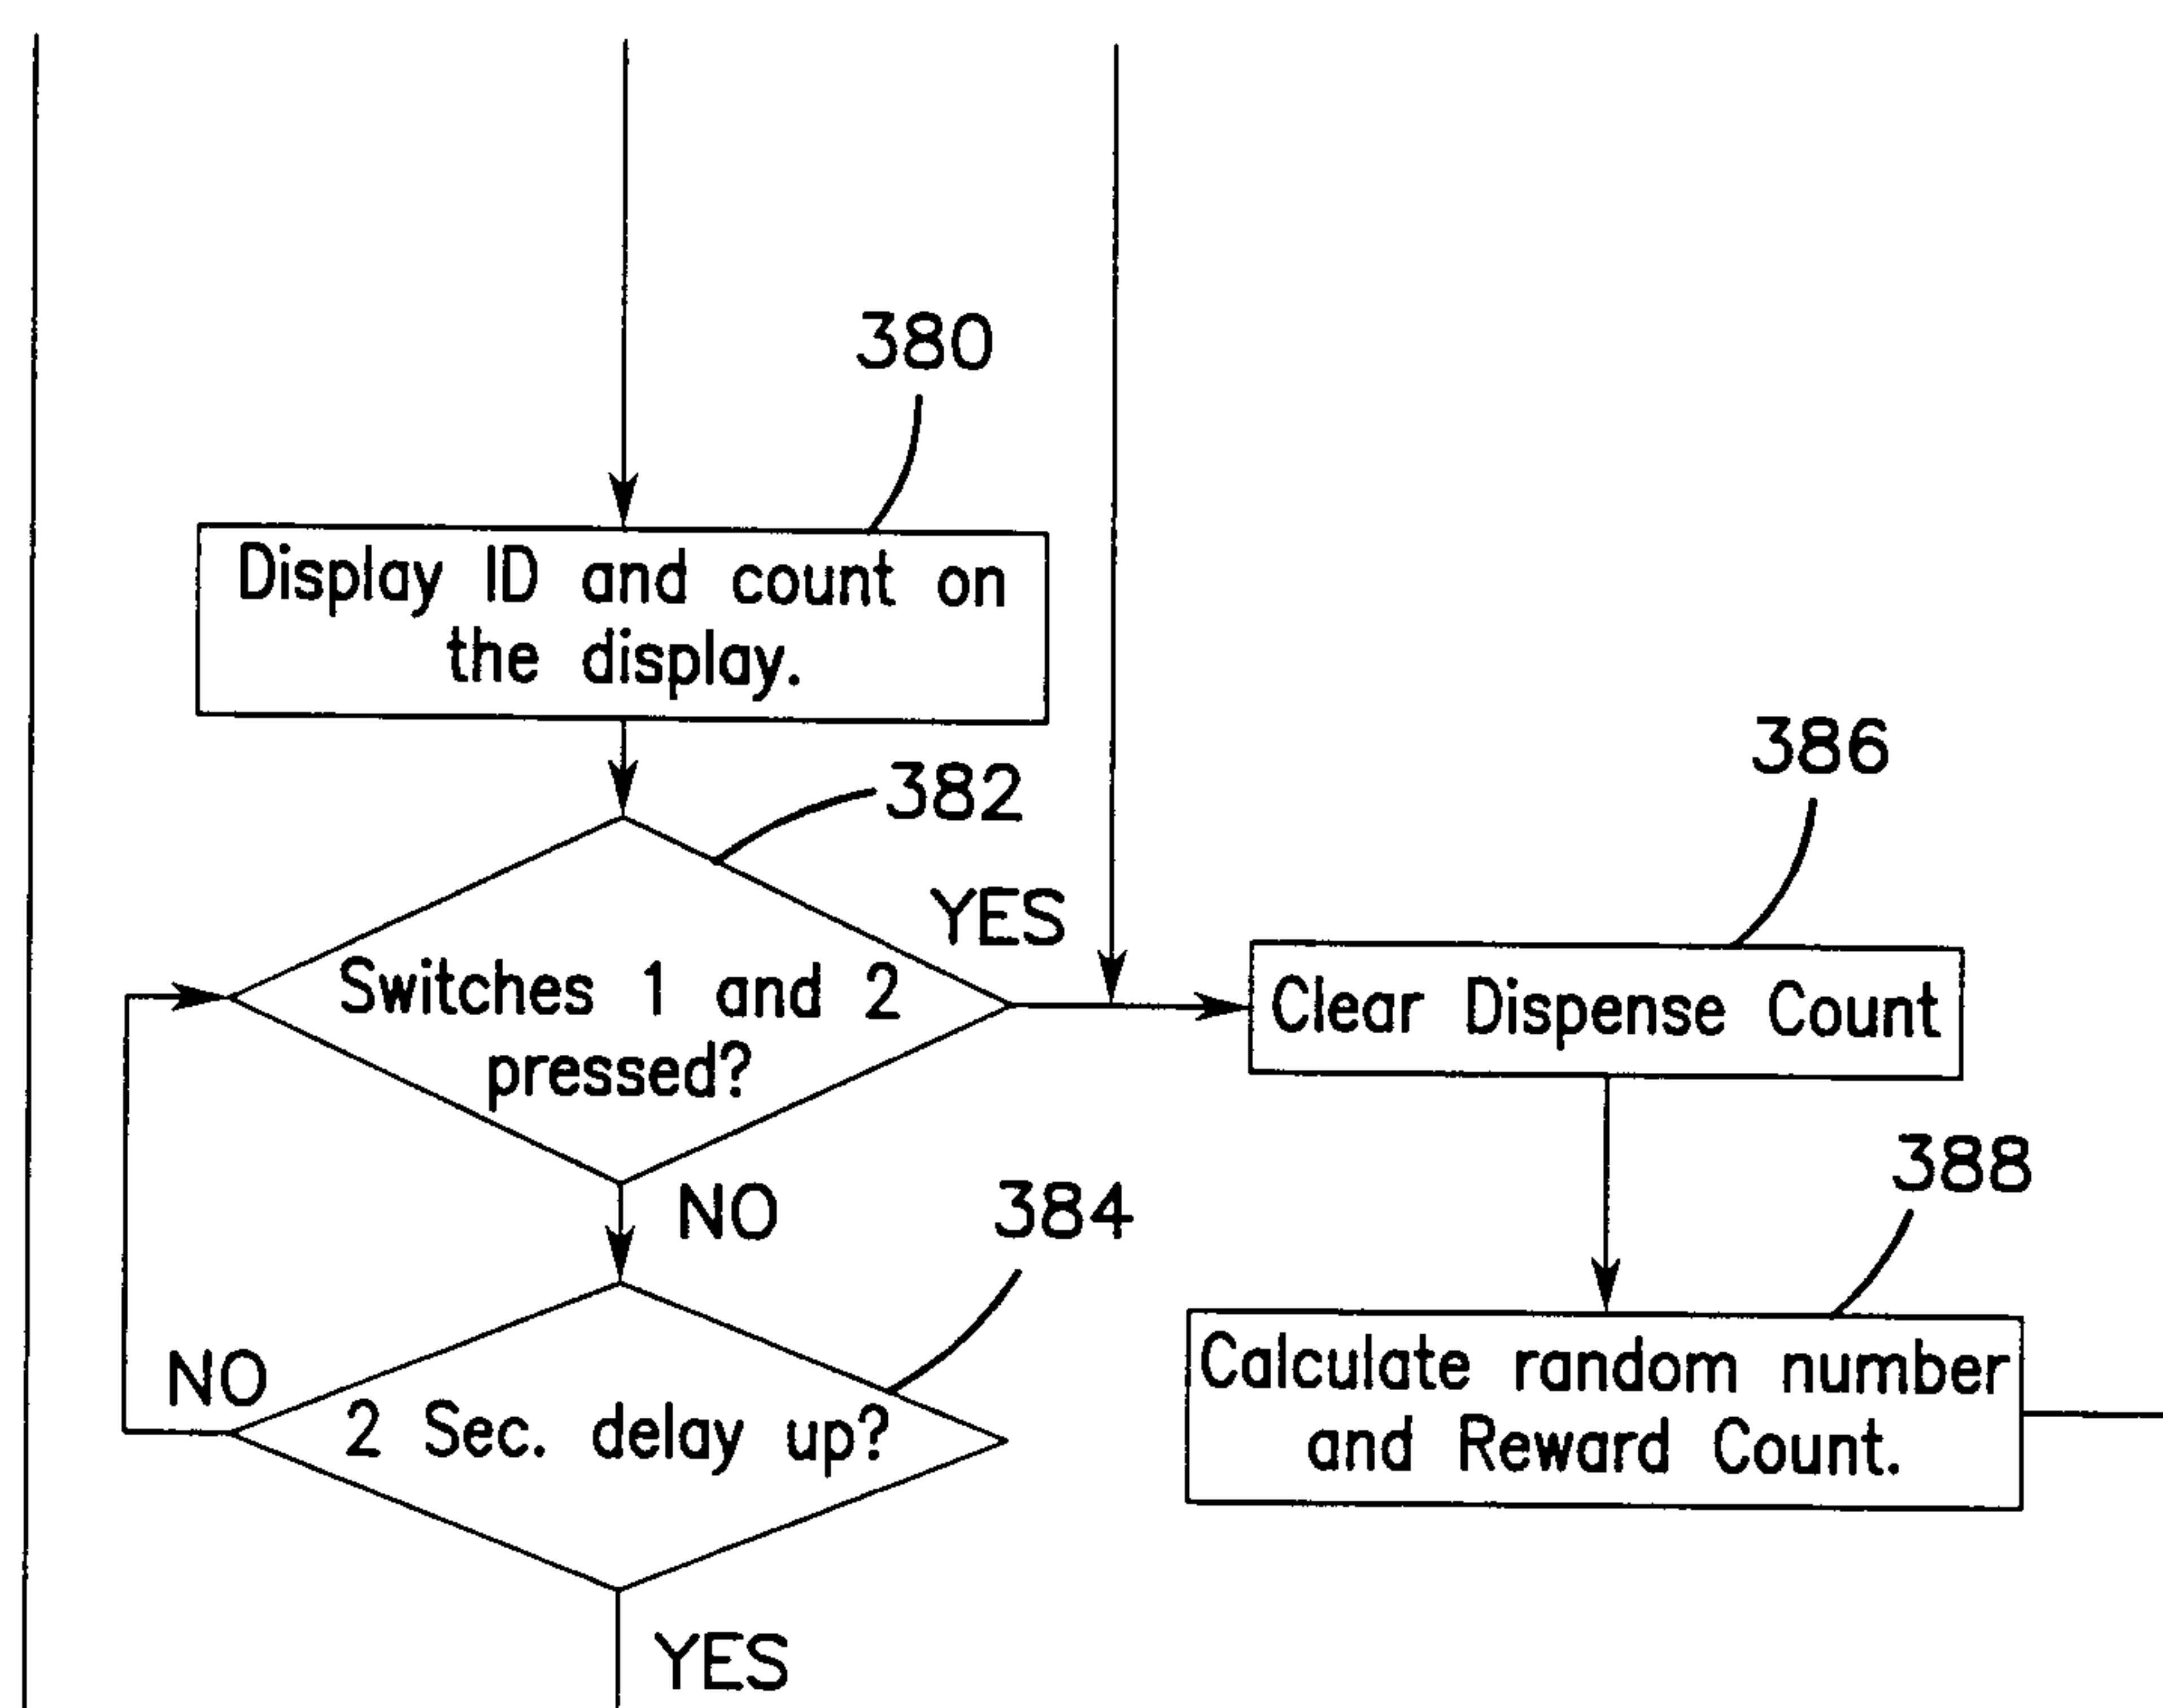 380
Display ID and count on
the display.
382
YES
Switches 1 and 2
pressed?
386
Clear Dispense Count
NO
384
388
NO
2 Sec. delay up?
Calculate random number
and Reward Count.
YES